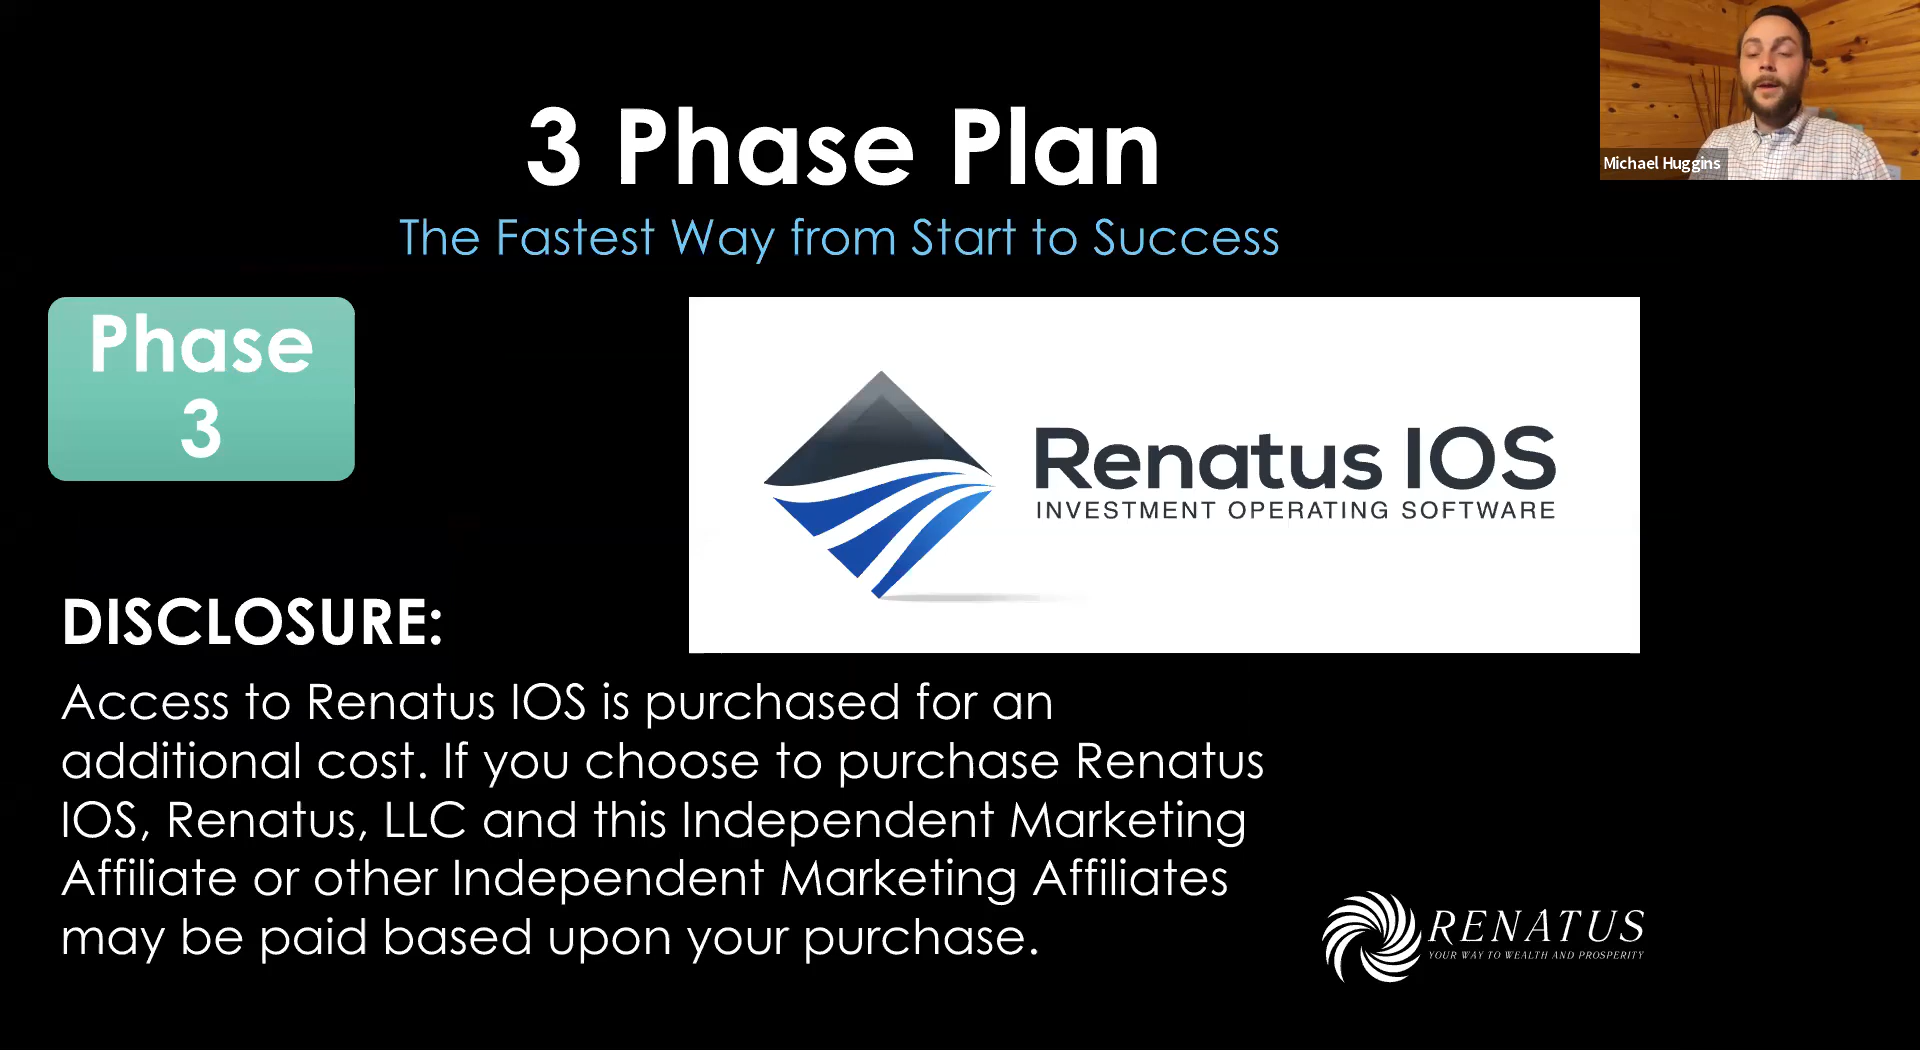 3 Phase Plan
The Fastest Way from Start to Success
Michael Huggins
Phase
3
Renatus IOS
INVESTMENT OPERATING SOFTWARE
DISCLOSURE:
Access to Renatus IOS is purchased for an
additional cost. If you choose to purchase Renatus
IOS, Renatus, LLC and this Independent Marketing
Affiliate or other Independent Marketing Affiliates
may be paid based upon your purchase.
RENATUS
YOUR WAY TO WEALTH AND PROSPERITY